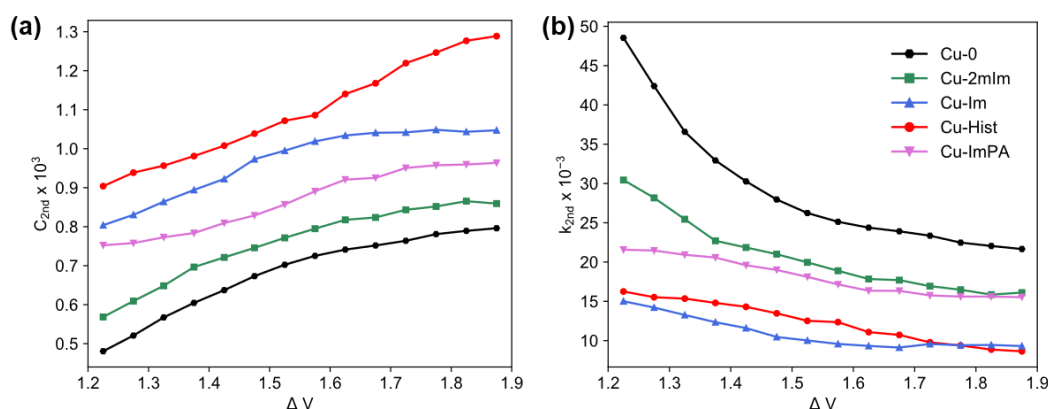 (a)
1.3
1.2
1.1
1.0
0.9
0.8
0.7
0.6
0.5
C2nd x 10³
1.2 1.3 1.4 1.5 1.6 1.7 1.8 1.9
Δ V
(b)
50
45
40
35
30
25
20
15
10
k2nd x 10⁻³
Cu-0
Cu-2mIm
Cu-Im
Cu-Hist
Cu-ImPA
1.2 1.3 1.4 1.5 1.6 1.7 1.8 1.9
Δ V